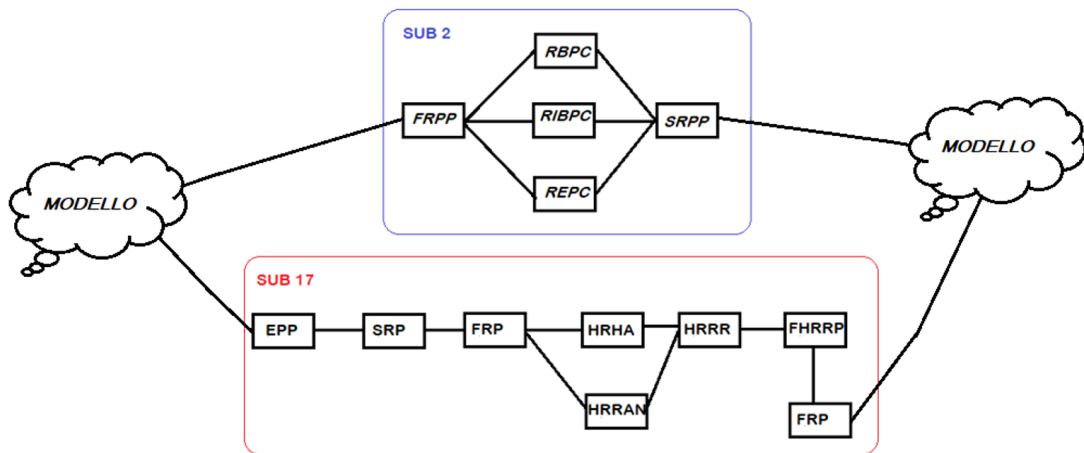 SUB 2
RBPC
FRPP
RIBPC
SRPP
REPC
MODELLO
MODELLO
SUB 17
EPP
SRP
FRP
HRHA
HRRR
FHRRP
HRRAN
FRP